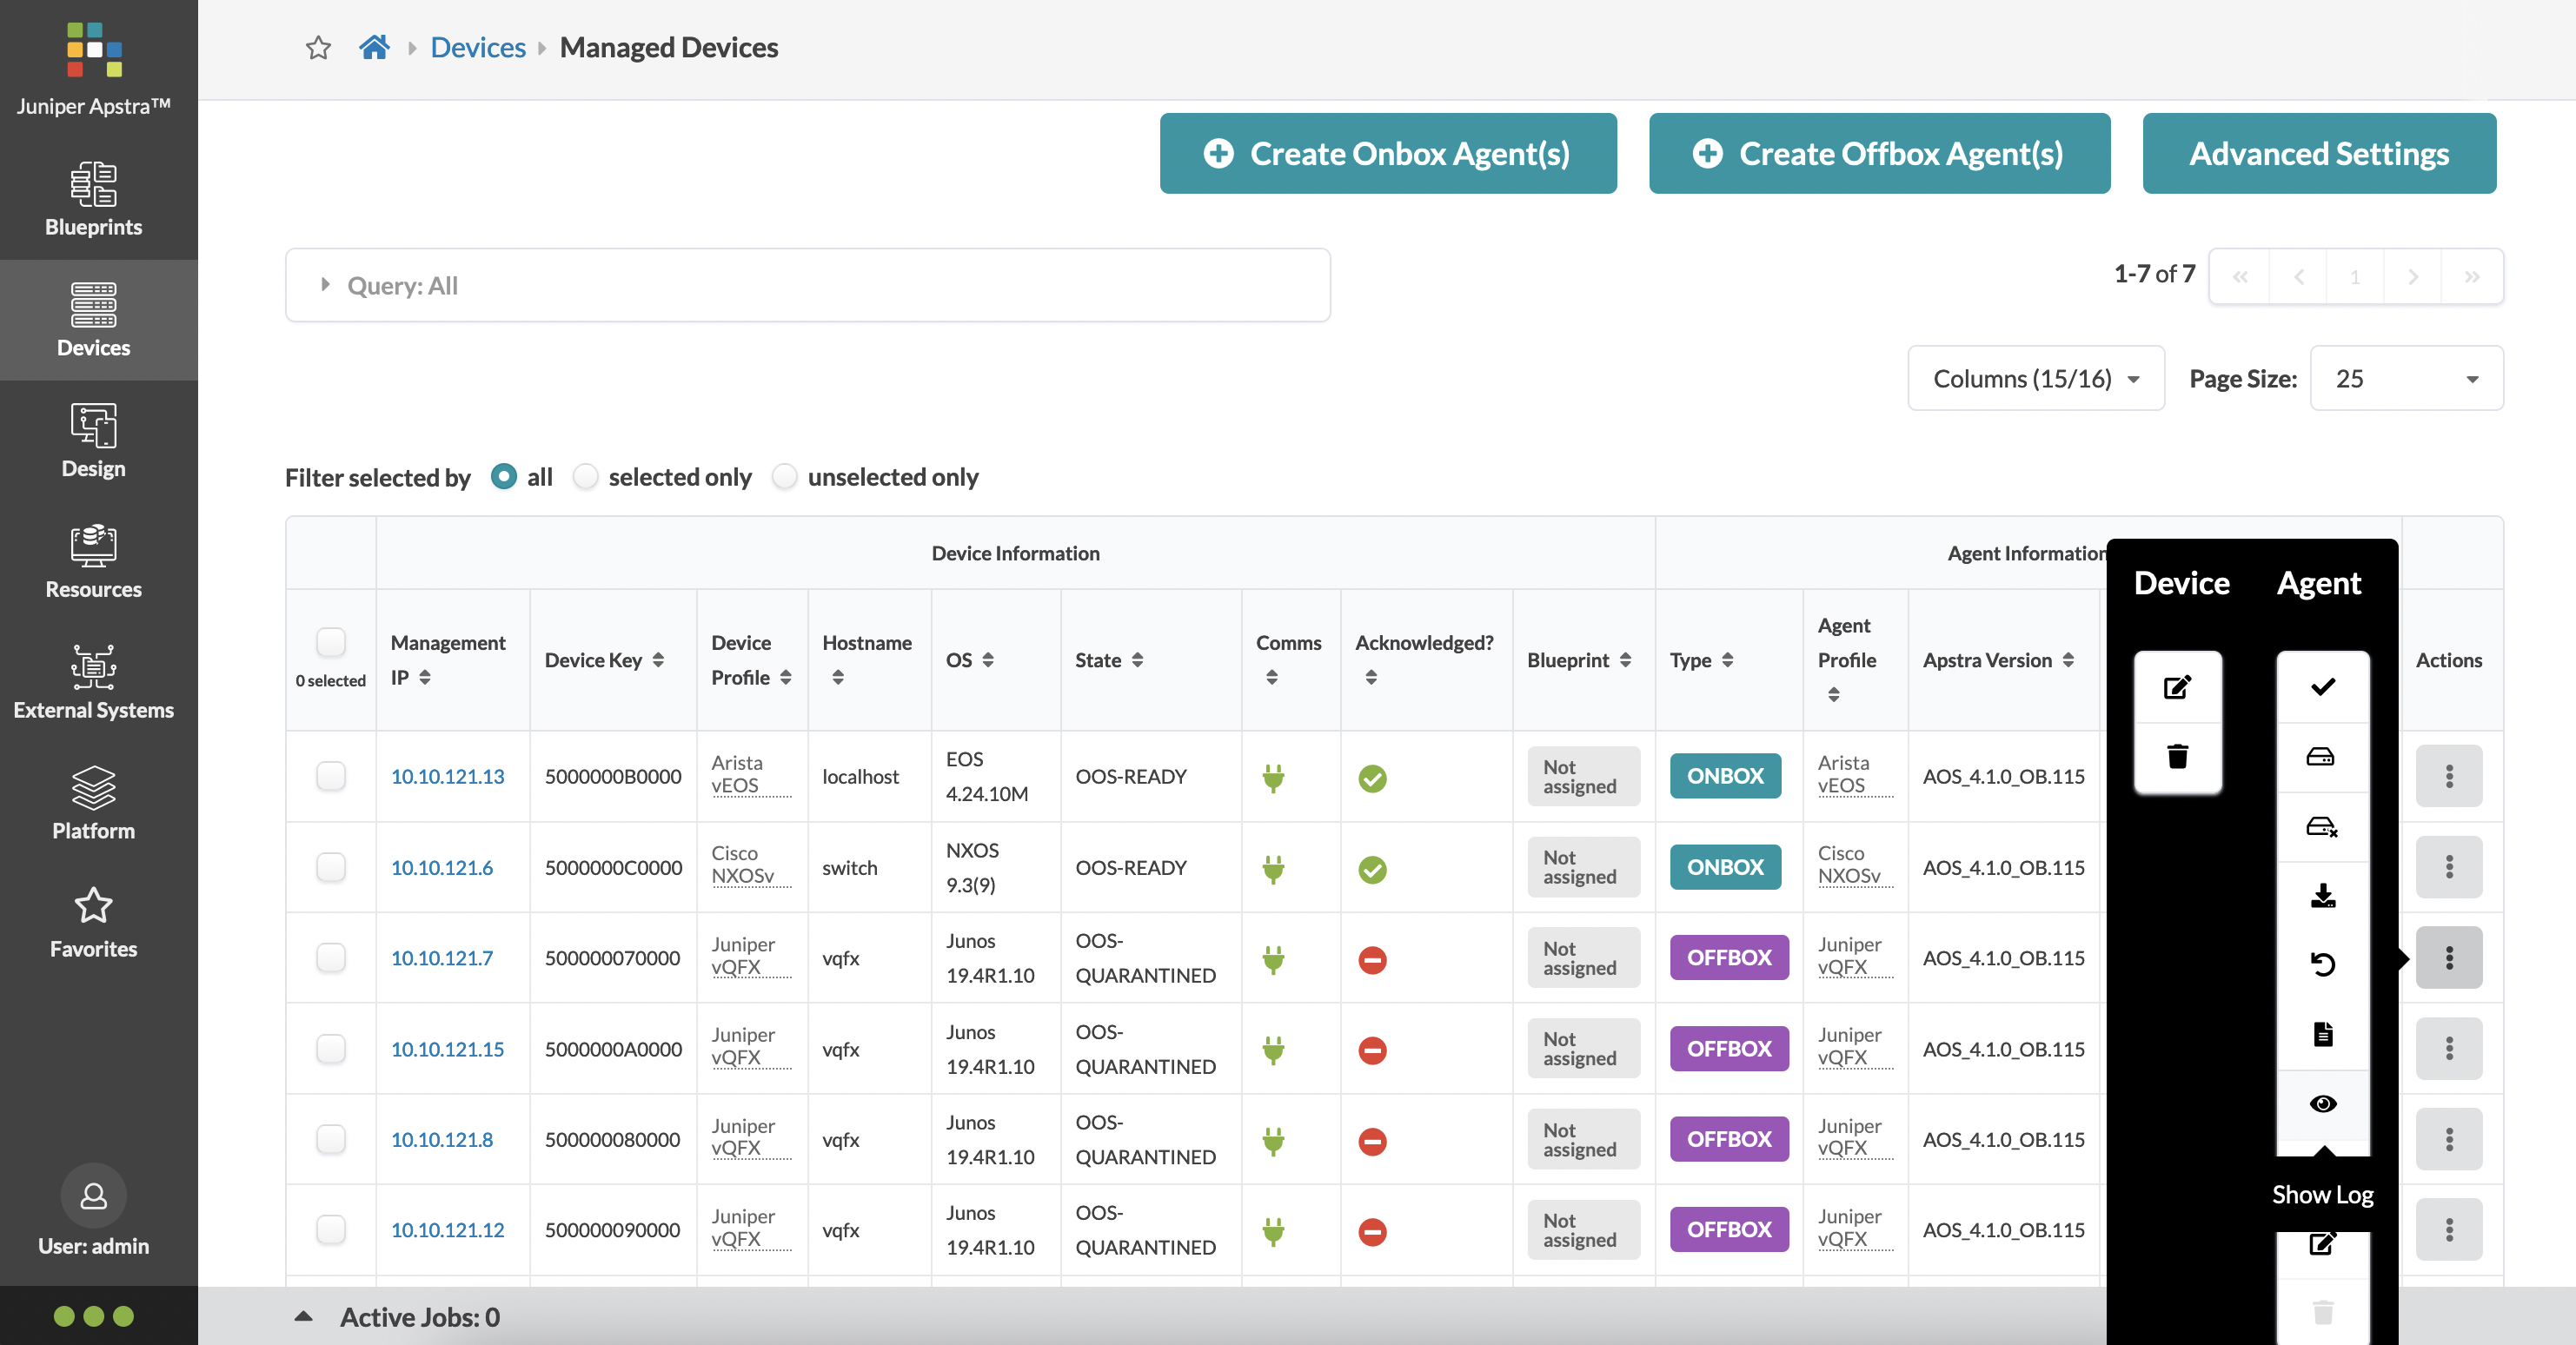 Juniper Apstra™
Blueprints
Devices
Design
Resources
External Systems
Platform
Favorites
User: admin
Devices
Managed Devices
Create Onbox Agent(s)
Create Offbox Agent(s)
Advanced Settings
Query: All
1-7 of 7
1
Columns (15/16)
Page Size:
25
Filter selected by
all
selected only
unselected only
Device Information
Agent Information
0 selected
Management
IP
Device Key
Device
Profile
Hostname
OS
State
Comms
Acknowledged?
Blueprint
Type
Agent
Profile
Apstra Version
Actions
10.10.121.13
5000000B0000
Arista
vEOS
localhost
EOS
4.24.10M
OOS-READY
Not
assigned
ONBOX
Arista
vEOS
AOS_4.1.0_OB.115
10.10.121.6
5000000C0000
Cisco
NXOSv
switch
NXOS
9.3(9)
OOS-READY
Not
assigned
ONBOX
Cisco
NXOSv
AOS_4.1.0_OB.115
10.10.121.7
500000070000
Juniper
vQFX
vqfx
Junos
19.4R1.10
OOS-
QUARANTINED
Not
assigned
OFFBOX
Juniper
vQFX
AOS_4.1.0_OB.115
10.10.121.15
5000000A0000
Juniper
vQFX
vqfx
Junos
19.4R1.10
OOS-
QUARANTINED
Not
assigned
OFFBOX
Juniper
vQFX
AOS_4.1.0_OB.115
10.10.121.8
500000080000
Juniper
vQFX
vqfx
Junos
19.4R1.10
OOS-
QUARANTINED
Not
assigned
OFFBOX
Juniper
vQFX
AOS_4.1.0_OB.115
10.10.121.12
500000090000
Juniper
vQFX
vqfx
Junos
19.4R1.10
OOS-
QUARANTINED
Not
assigned
OFFBOX
Juniper
vQFX
AOS_4.1.0_OB.115
Device
Agent
Show Log
Active Jobs: 0